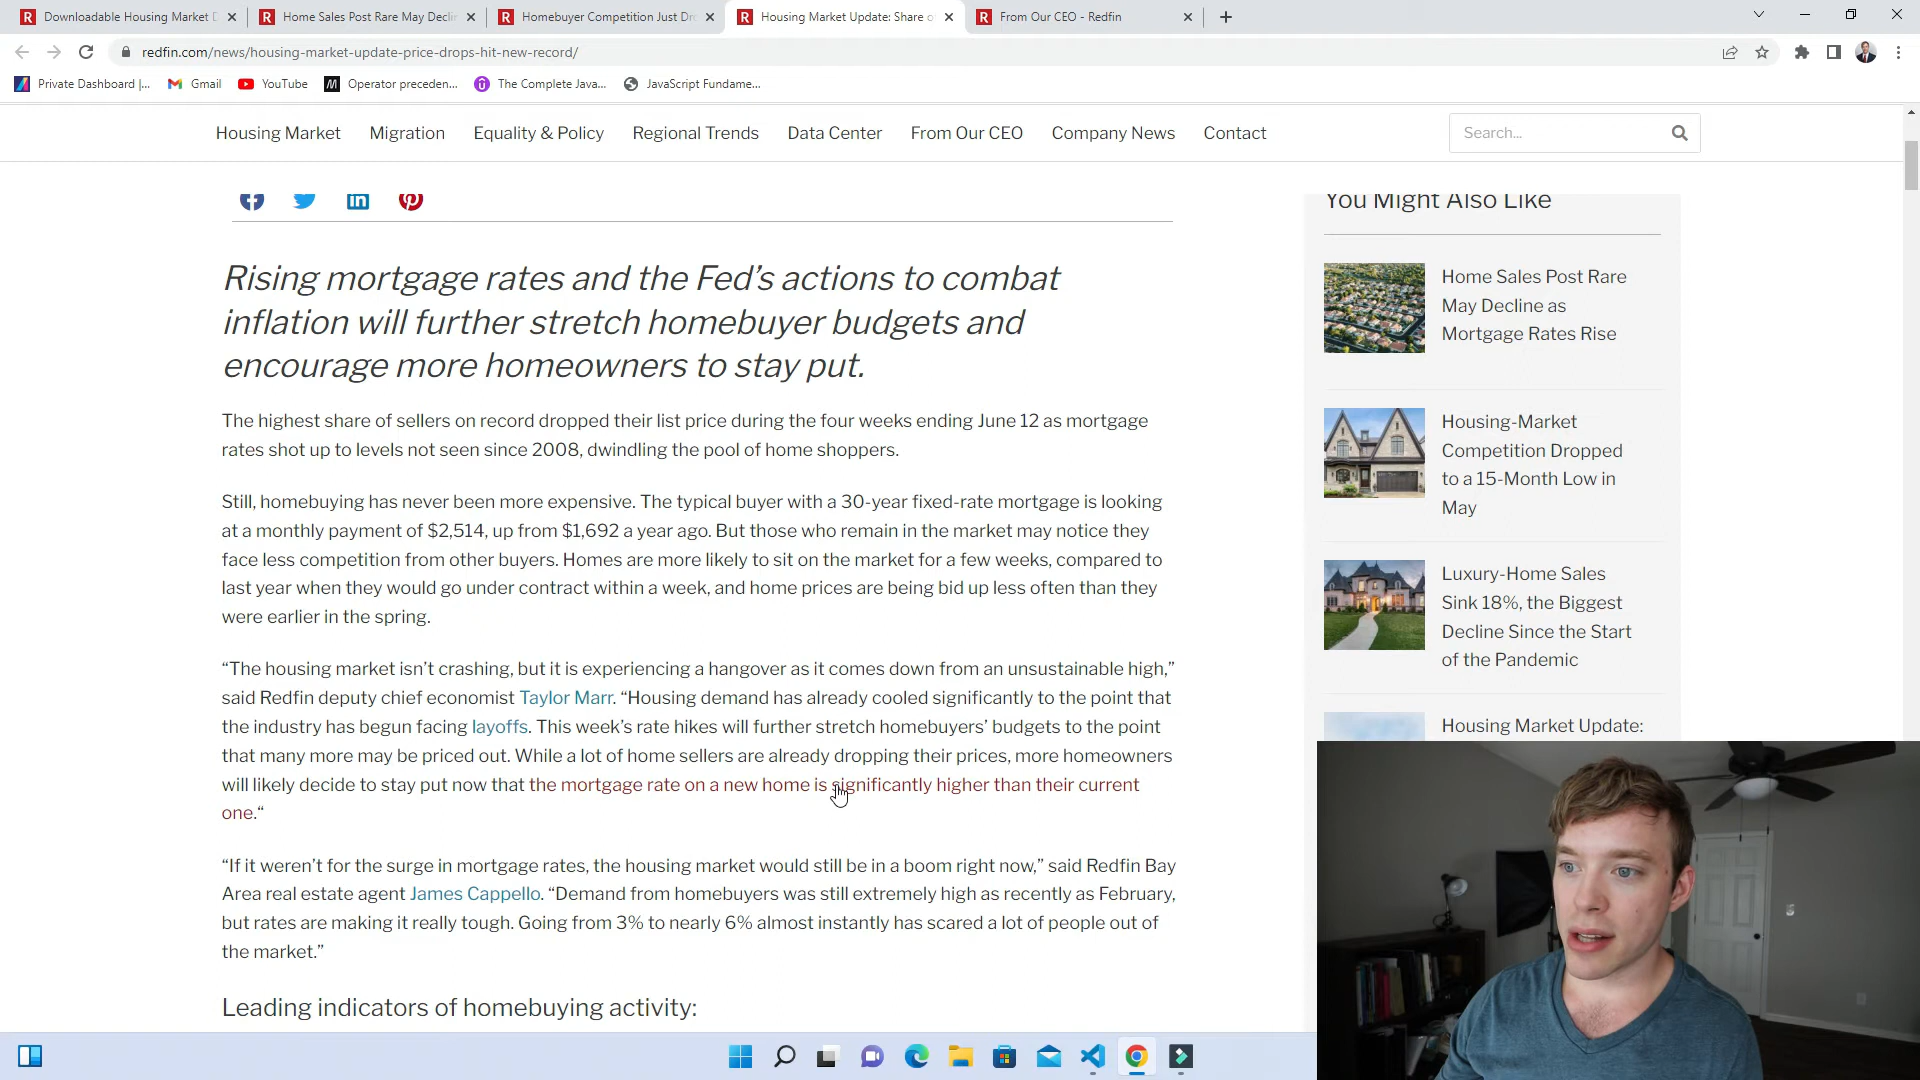 Downloadable Housing Market D
Home Sales Post Rare May Declin
Homebuyer Competition Just Dr
Housing Market Update: Share o
From Our CEO - Redfin
redfin.com/news/housing-market-update-price-drops-hit-new-record/
Private Dashboard |...
Gmail
YouTube
Operator preceden...
The Complete Java...
JavaScript Fundame...
Housing Market
Migration
Equality & Policy
Regional Trends
Data Center
From Our CEO
Company News
Contact
Search...
Rising mortgage rates and the Fed’s actions to combat
inflation will further stretch homebuyer budgets and
encourage more homeowners to stay put.
The highest share of sellers on record dropped their list price during the four weeks ending June 12 as mortgage
rates shot up to levels not seen since 2008, dwindling the pool of home shoppers.
Still, homebuying has never been more expensive. The typical buyer with a 30-year fixed-rate mortgage is looking
at a monthly payment of $2,514, up from $1,692 a year ago. But those who remain in the market may notice they
face less competition from other buyers. Homes are more likely to sit on the market for a few weeks, compared to
last year when they would go under contract within a week, and home prices are being bid up less often than they
were earlier in the spring.
“The housing market isn’t crashing, but it is experiencing a hangover as it comes down from an unsustainable high,”
said Redfin deputy chief economist Taylor Marr. “Housing demand has already cooled significantly to the point that
the industry has begun facing layoffs. This week’s rate hikes will further stretch homebuyers’ budgets to the point
that many more may be priced out. While a lot of home sellers are already dropping their prices, more homeowners
will likely decide to stay put now that the mortgage rate on a new home is significantly higher than their current
one.“
“If it weren’t for the surge in mortgage rates, the housing market would still be in a boom right now,” said Redfin Bay
Area real estate agent James Cappello. “Demand from homebuyers was still extremely high as recently as February,
but rates are making it really tough. Going from 3% to nearly 6% almost instantly has scared a lot of people out of
the market.”
Leading indicators of homebuying activity:
You Might Also Like
Home Sales Post Rare
May Decline as
Mortgage Rates Rise
Housing-Market
Competition Dropped
to a 15-Month Low in
May
Luxury-Home Sales
Sink 18%, the Biggest
Decline Since the Start
of the Pandemic
Housing Market Update: